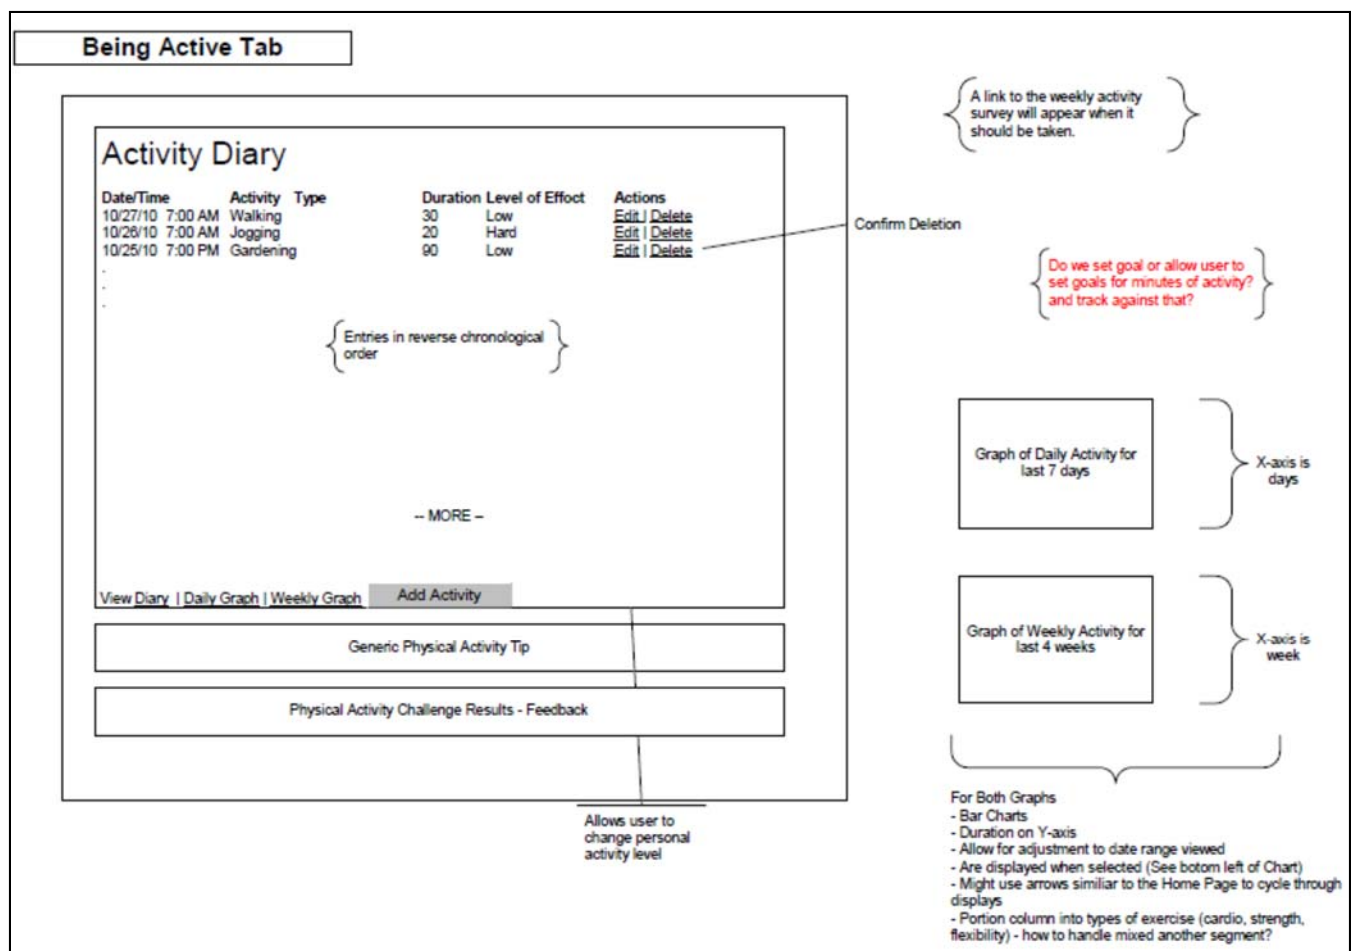 Being Active Tab
A link to the weekly activity
survey will appear when it
should be taken.
Activity Diary
Date/Time Activity Type Duration Level of Effoct Actions
10/27/10 7:00 AM Walking 30 Low Edit | Delete
10/26/10 7:00 AM Jogging 20 Hard Edit | Delete
10/25/10 7:00 PM Gardening 90 Low Edit | Delete
.
.
.
Confirm Deletion
Do we set goal or allow user to
set goals for minutes of activity?
and track against that?
Entries in reverse chronological
order
Graph of Daily Activity for
last 7 days
X-axis is
days
-- MORE --
View Diary | Daily Graph | Weekly Graph Add Activity
Generic Physical Activity Tip
Graph of Weekly Activity for
last 4 weeks
X-axis is
week
Physical Activity Challenge Results - Feedback
Allows user to
change personal
activity level
For Both Graphs
- Bar Charts
- Duration on Y-axis
- Allow for adjustment to date range viewed
- Are displayed when selected (See botom left of Chart)
- Might use arrows similiar to the Home Page to cycle through
displays
- Portion column into types of exercise (cardio, strength,
flexibility) - how to handle mixed another segment?